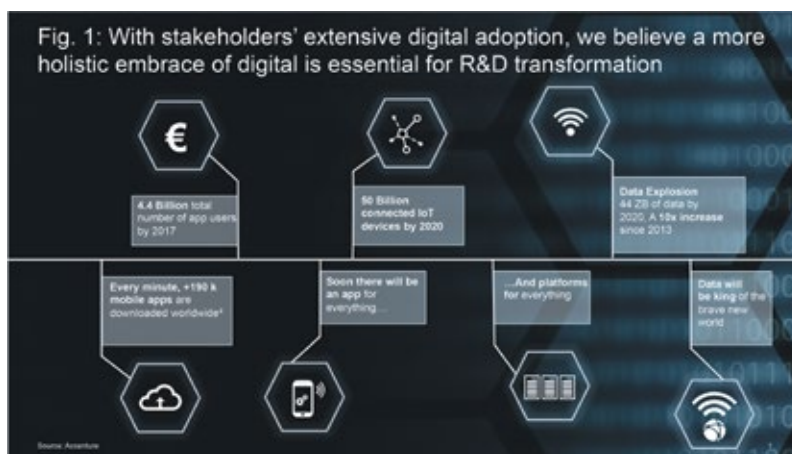 Fig. 1: With stakeholders' extensive digital adoption, we believe a more
holistic embrace of digital is essential for R&D transformation
€
4.4 Billion total
number of app users
by 2017
50 Billion
connected IoT
devices by 2020
Data Explosion
44 ZB of data by
2020, A 10x increase
since 2013
Every minute, +190 k
mobile apps are
downloaded worldwide
Soon there will be
an app for
everything...
...And platforms
for everything
Data will
be king of the
brave new
world
Source: Accenture